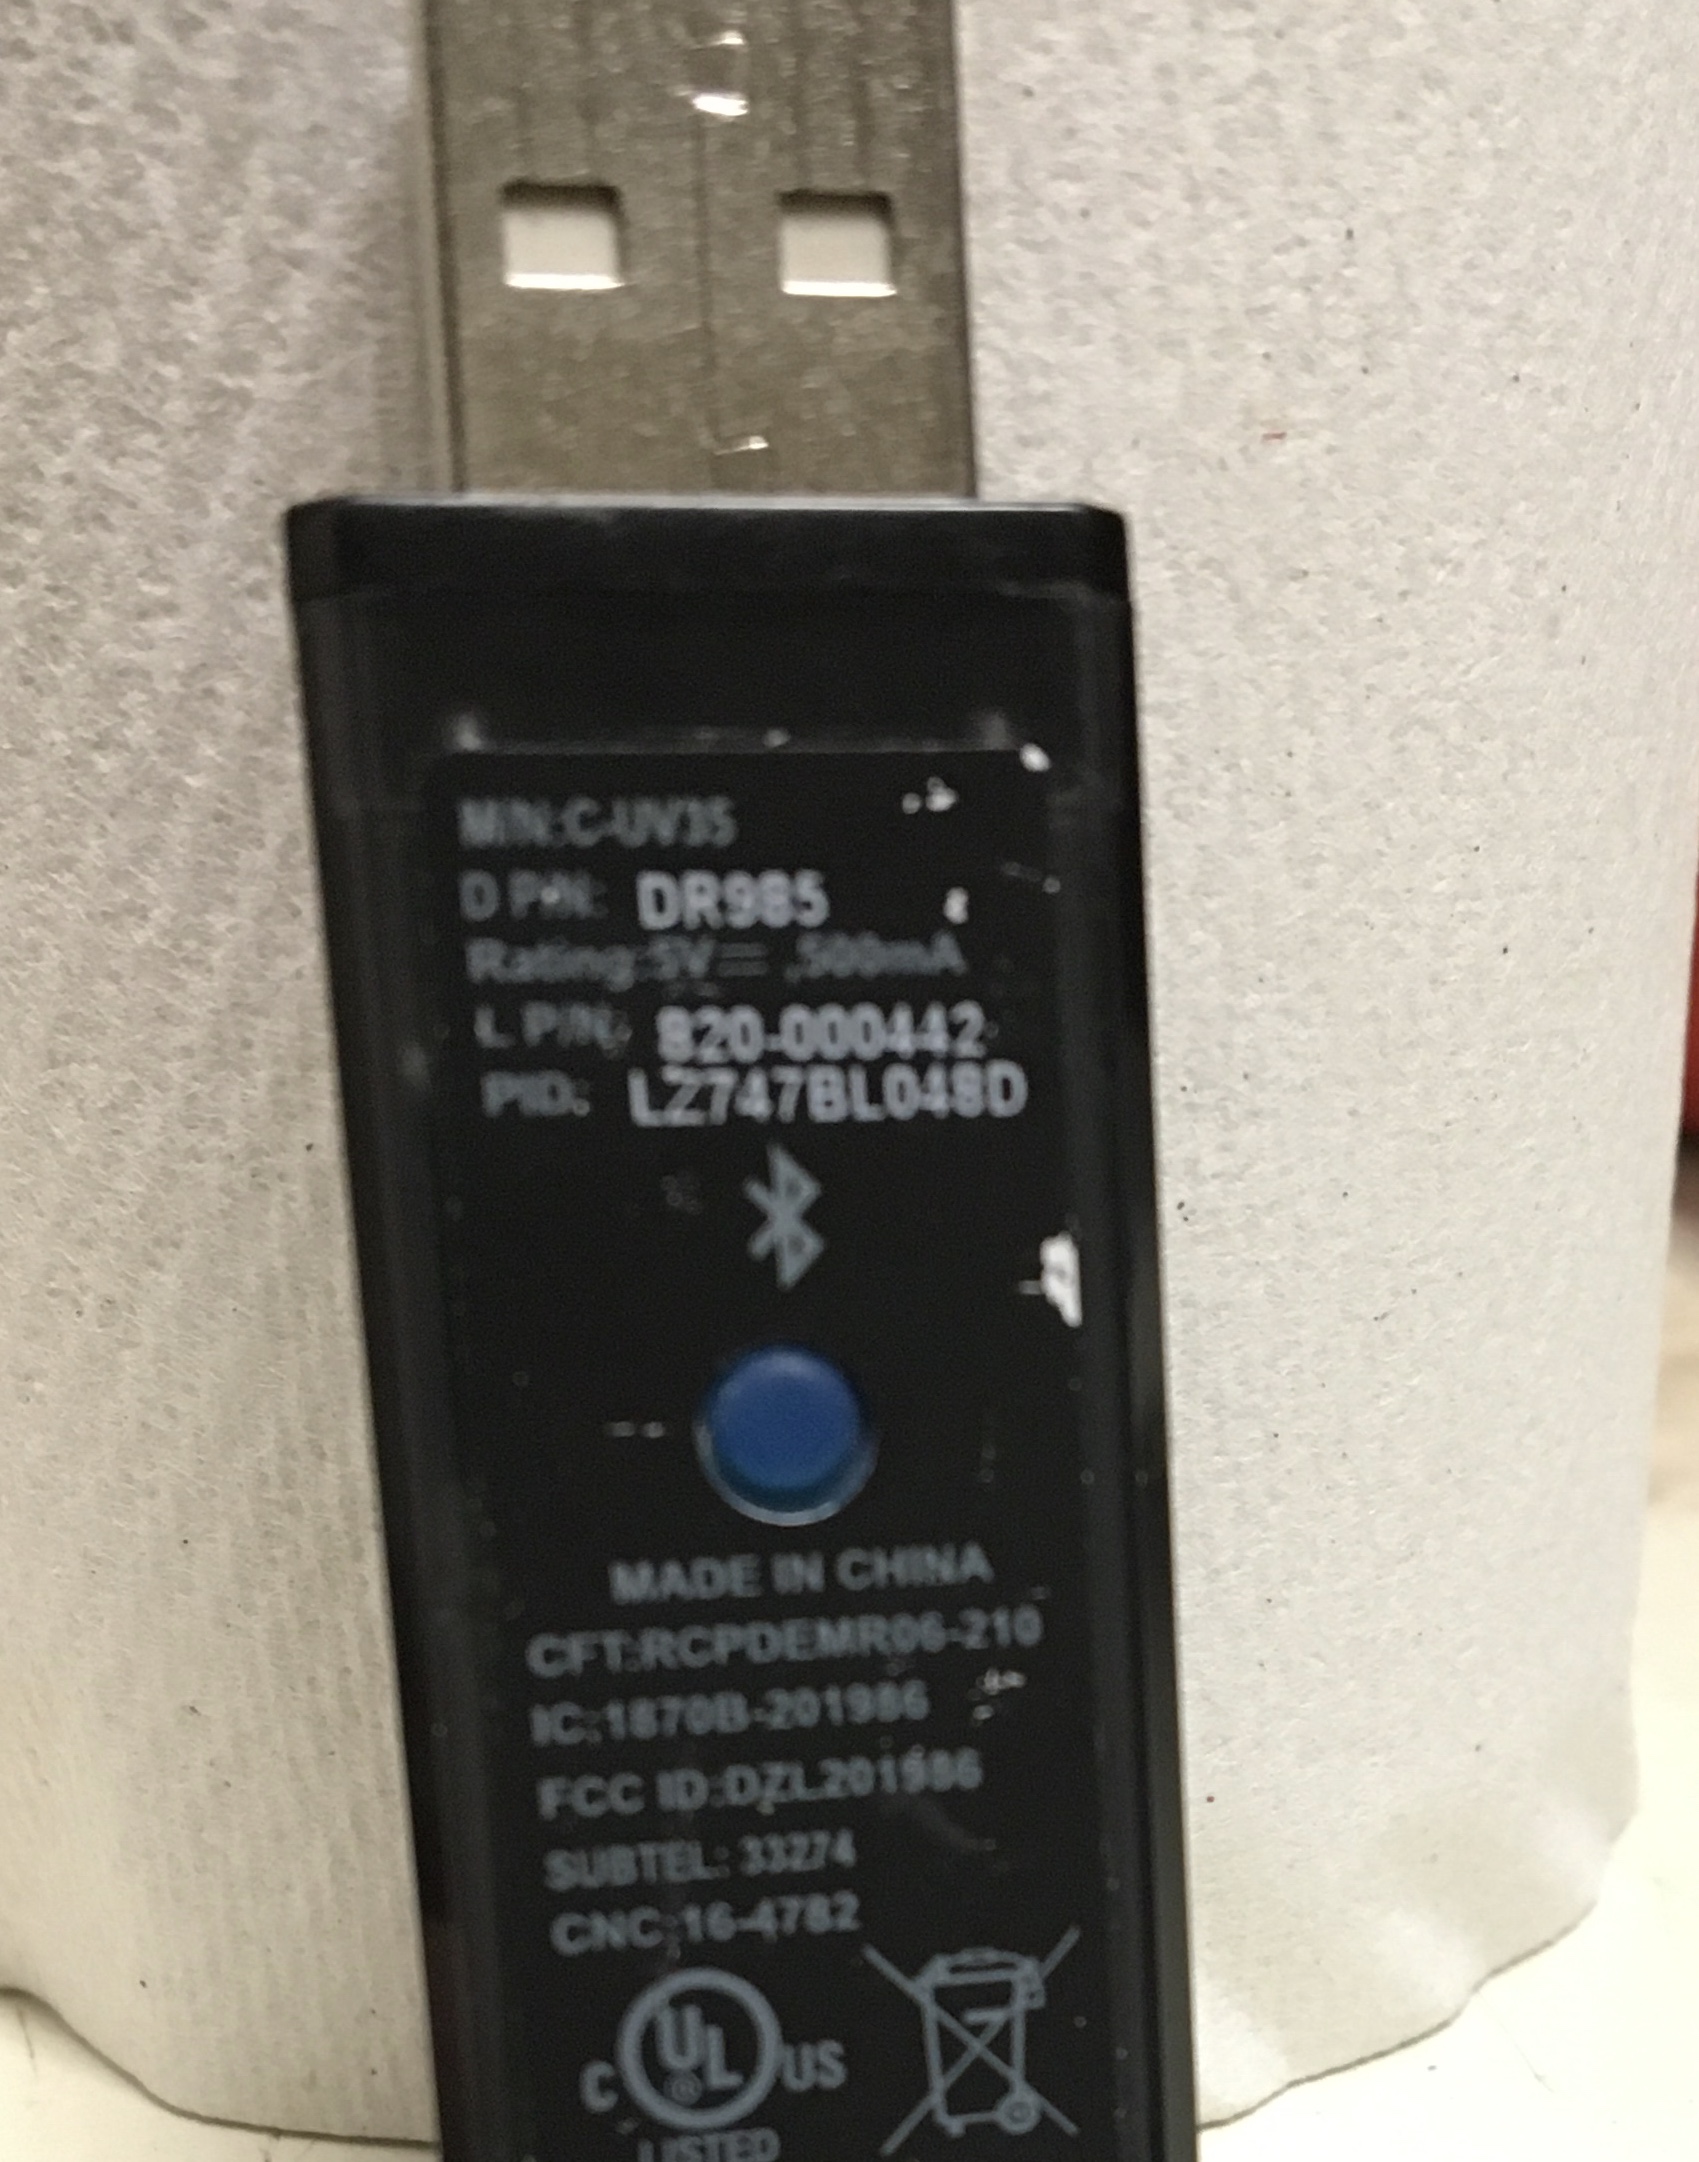 M/N:C-UV35
D P/N: DR985
Rating:5V⎓ ,500mA
L P/N: 820-000442
PID: LZ747BL048D
MADE IN CHINA
CFT:RCPDEMR06-210
IC:1870B-201986
FCC ID:DZL201986
SUBTEL: 33274
CNC:16-4782
C UL® US
LISTED